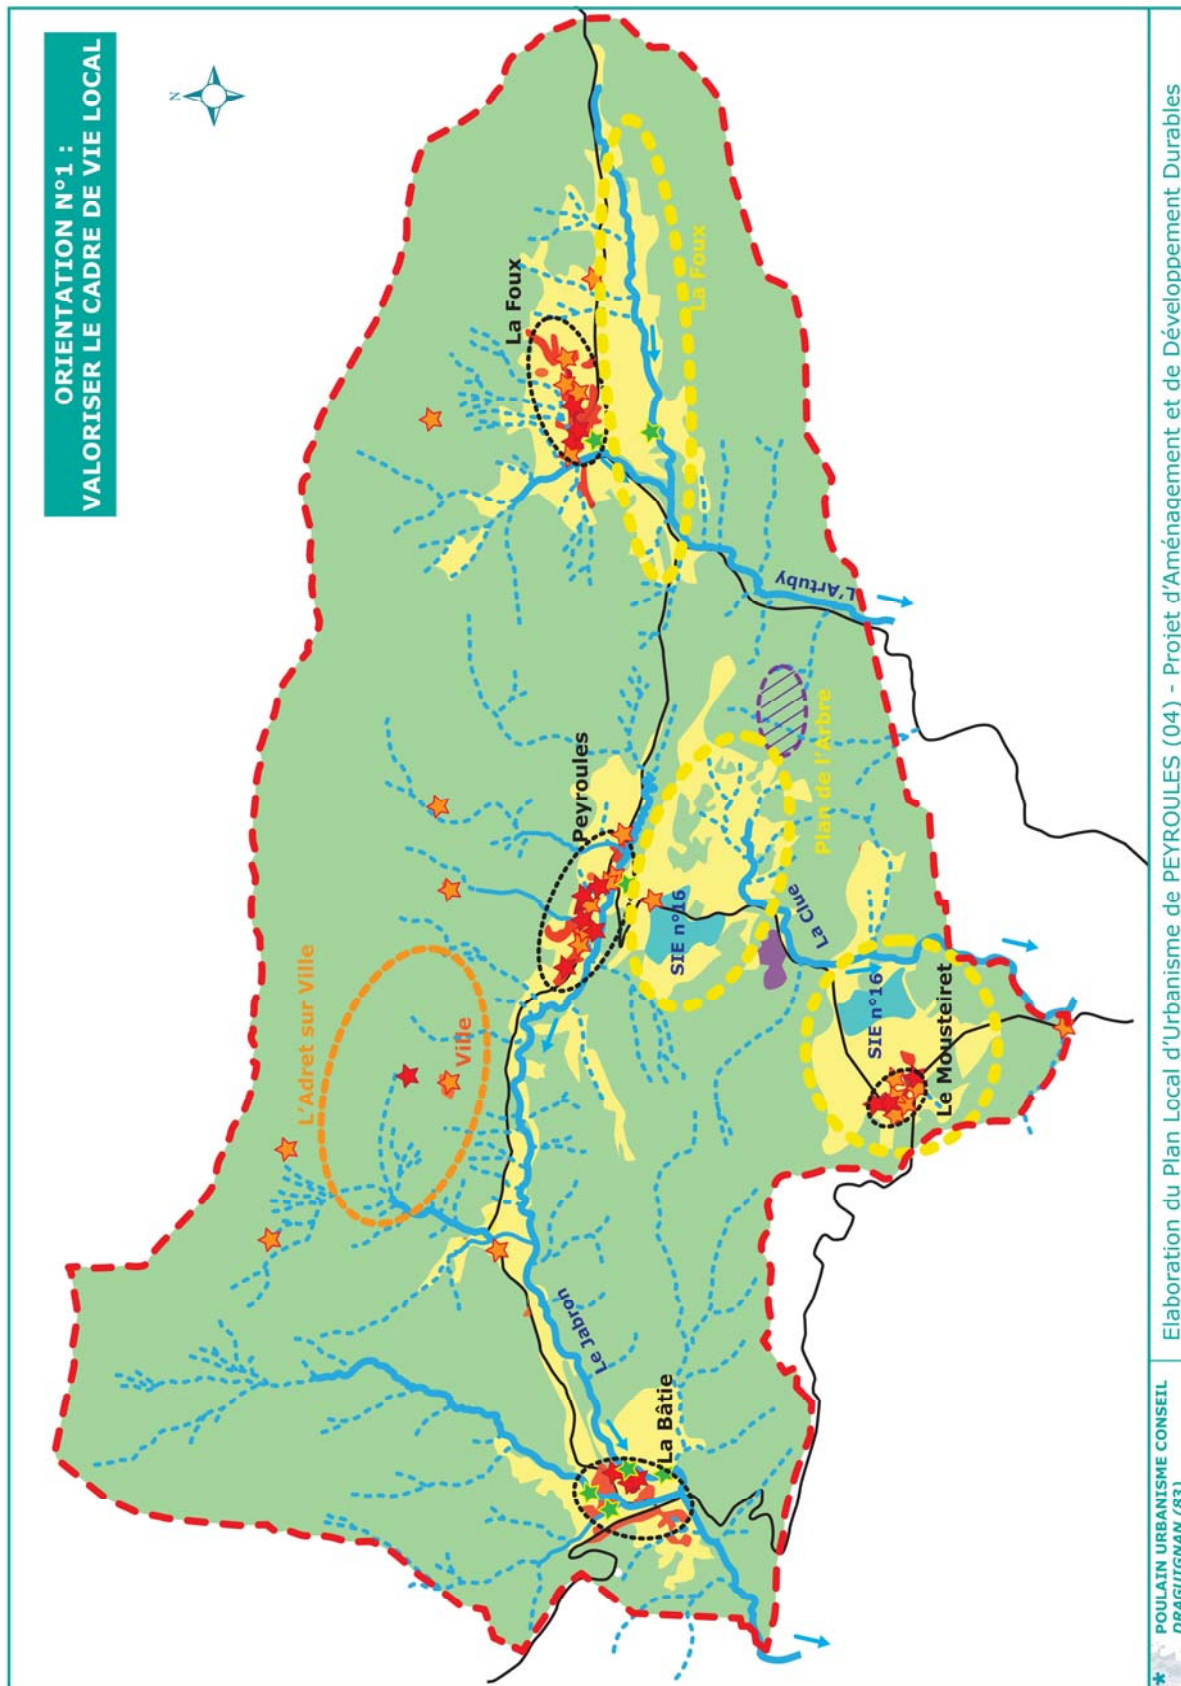 ORIENTATION N°1 :
VALORISER LE CADRE DE VIE LOCAL
N
La Foux
La Foux
L'Artuby
Peyroules
Plan de l'Arbre
SIE n°16
La Clue
L'Adret sur Ville
Ville
SIE n°16
Le Mousteiret
Le Jabron
La Bâtie
POULAIN URBANISME CONSEIL
DRAGUIGNAN (83)
Elaboration du Plan Local d'Urbanisme de PEYROULES (04) - Projet d'Aménagement et de Développement Durables